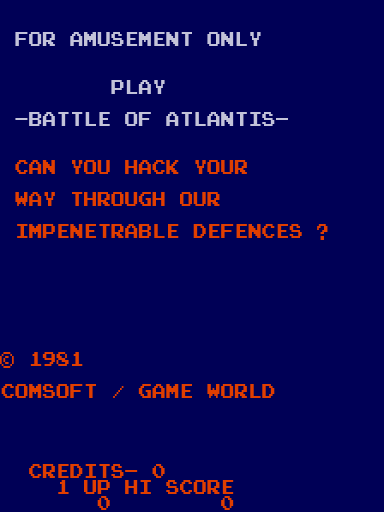 FOR AMUSEMENT ONLY
PLAY
-BATTLE OF ATLANTIS-
CAN YOU HACK YOUR
WAY THROUGH OUR
IMPENETRABLE DEFENCES ?
© 1981
COMSOFT / GAME WORLD
CREDITS- 0
1 UP HI SCORE
0 0